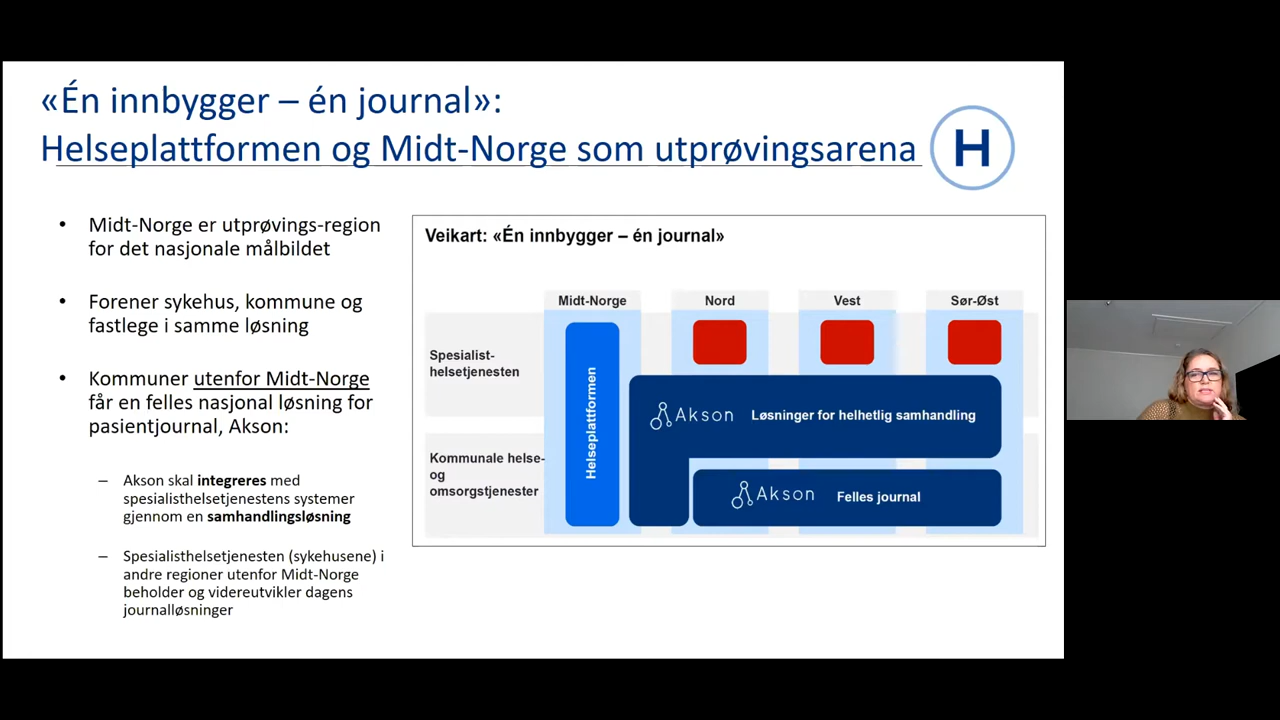 «Én innbygger – én journal»:
Helseplattformen og Midt-Norge som utprøvingsarena
H
• Midt-Norge er utprøvings-region
for det nasjonale målbildet
• Forener sykehus, kommune og
fastlege i samme løsning
• Kommuner utenfor Midt-Norge
får en felles nasjonal løsning for
pasientjournal, Akson:
– Akson skal integreres med
spesialisthelsetjenestens systemer
gjennom en samhandlingsløsning
– Spesialisthelsetjenesten (sykehusene) i
andre regioner utenfor Midt-Norge
beholder og videreutvikler dagens
journalløsninger
Veikart: «Én innbygger – én journal»
Midt-Norge
Nord
Vest
Sør-Øst
Spesialist-
helsetjenesten
Helseplattformen
Akson Løsninger for helhetlig samhandling
Kommunale helse-
og
omsorgstjenester
Akson Felles journal